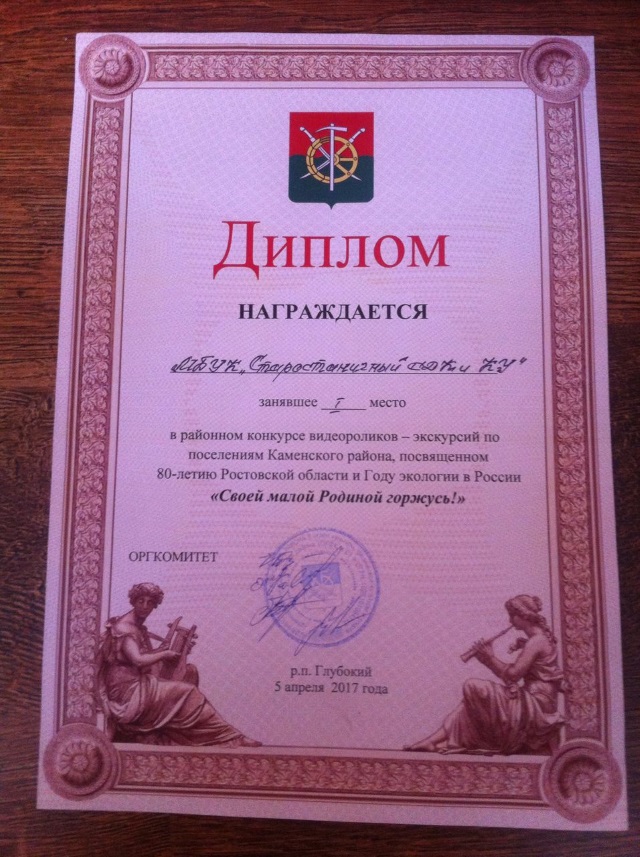 Диплом
НАГРАЖДАЕТСЯ
МБУК „Старостаничный" СДК и КУ"
занявшее I место
в районном конкурсе видеороликов – экскурсий по
поселениям Каменского района, посвященном
80-летию Ростовской области и Году экологии в России
«Своей малой Родиной горжусь!»
ОРГКОМИТЕТ
р.п. Глубокий
5 апреля 2017 года